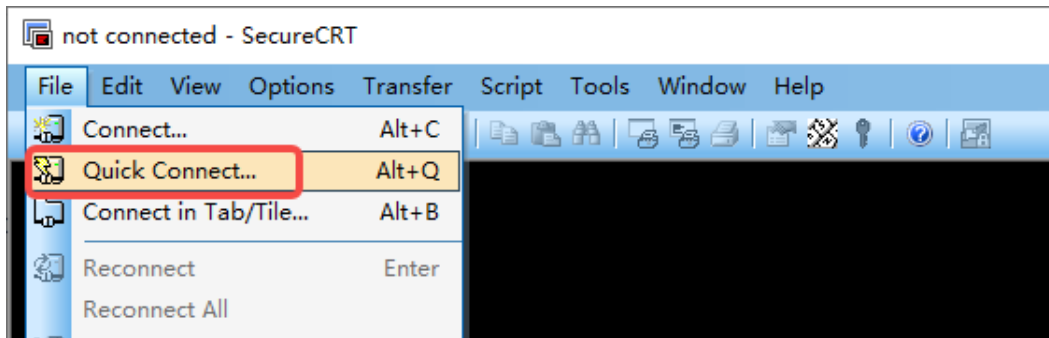 not connected - SecureCRT
File Edit View Options Transfer Script Tools Window Help
Connect... Alt+C
Quick Connect... Alt+Q
Connect in Tab/Tile... Alt+B
Reconnect Enter
Reconnect All